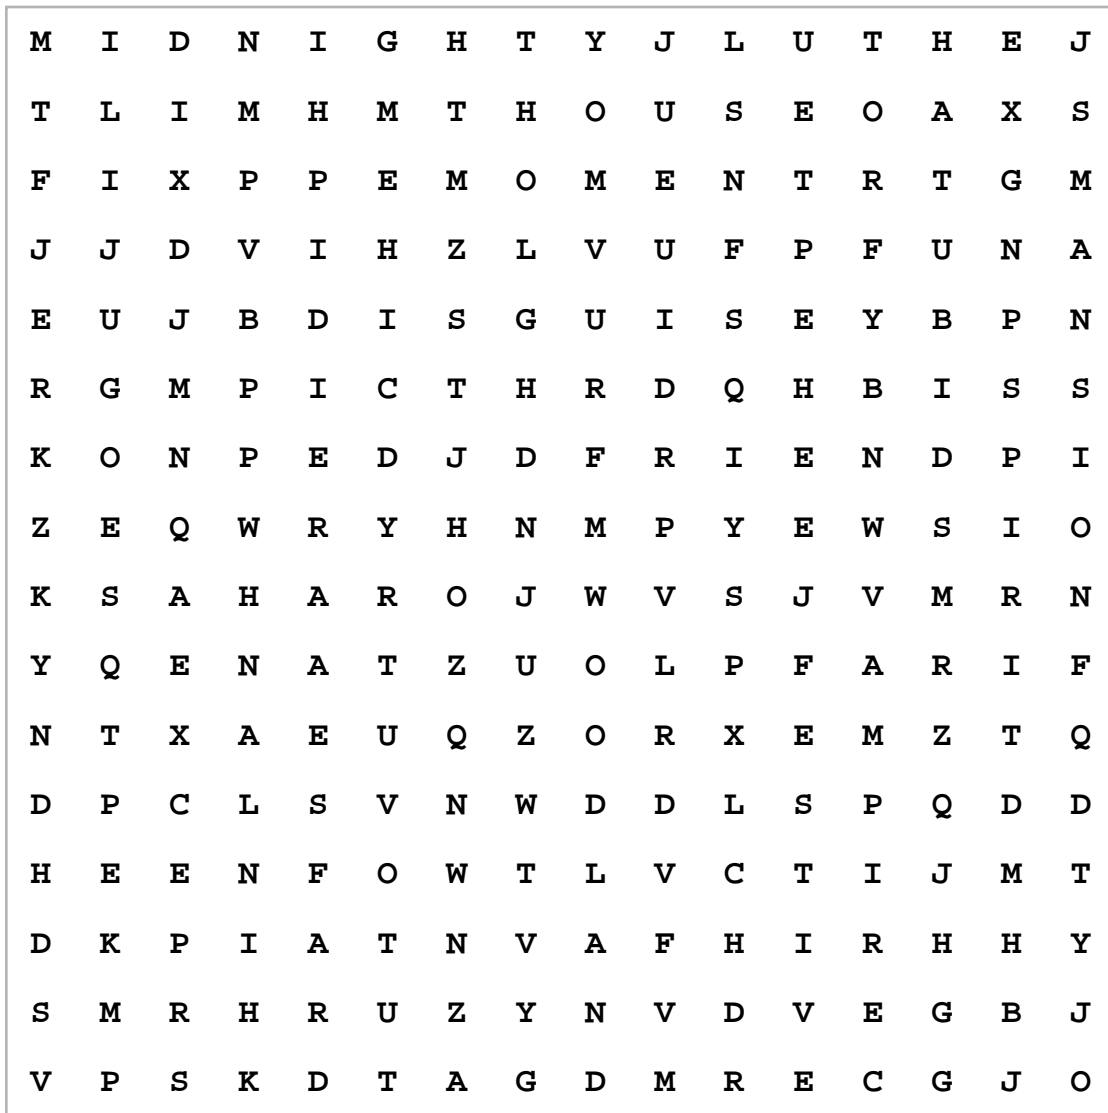 M I D N I G H T Y J L U T H E J
T L I M H M T H O U S E O A X S
F I X P P E M O M E N T R T G M
J J D V I H Z L V U F P F U N A
E U J B D I S G U I S E Y B P N
R G M P I C T H R D Q H B I S S
K O N P E D J D F R I E N D P I
Z E Q W R Y H N M P Y E W S I O
K S A H A R O J W V S J V M R N
Y Q E N A T Z U O L P F A R I F
N T X A E U Q Z O R X E M Z T Q
D P C L S V N W D D L S P Q D D
H E E N F O W T L V C T I J M T
D K P I A T N V A F H I R H H Y
S M R H R U Z Y N V D V E G B J
V P S K D T A G D M R E C G J O